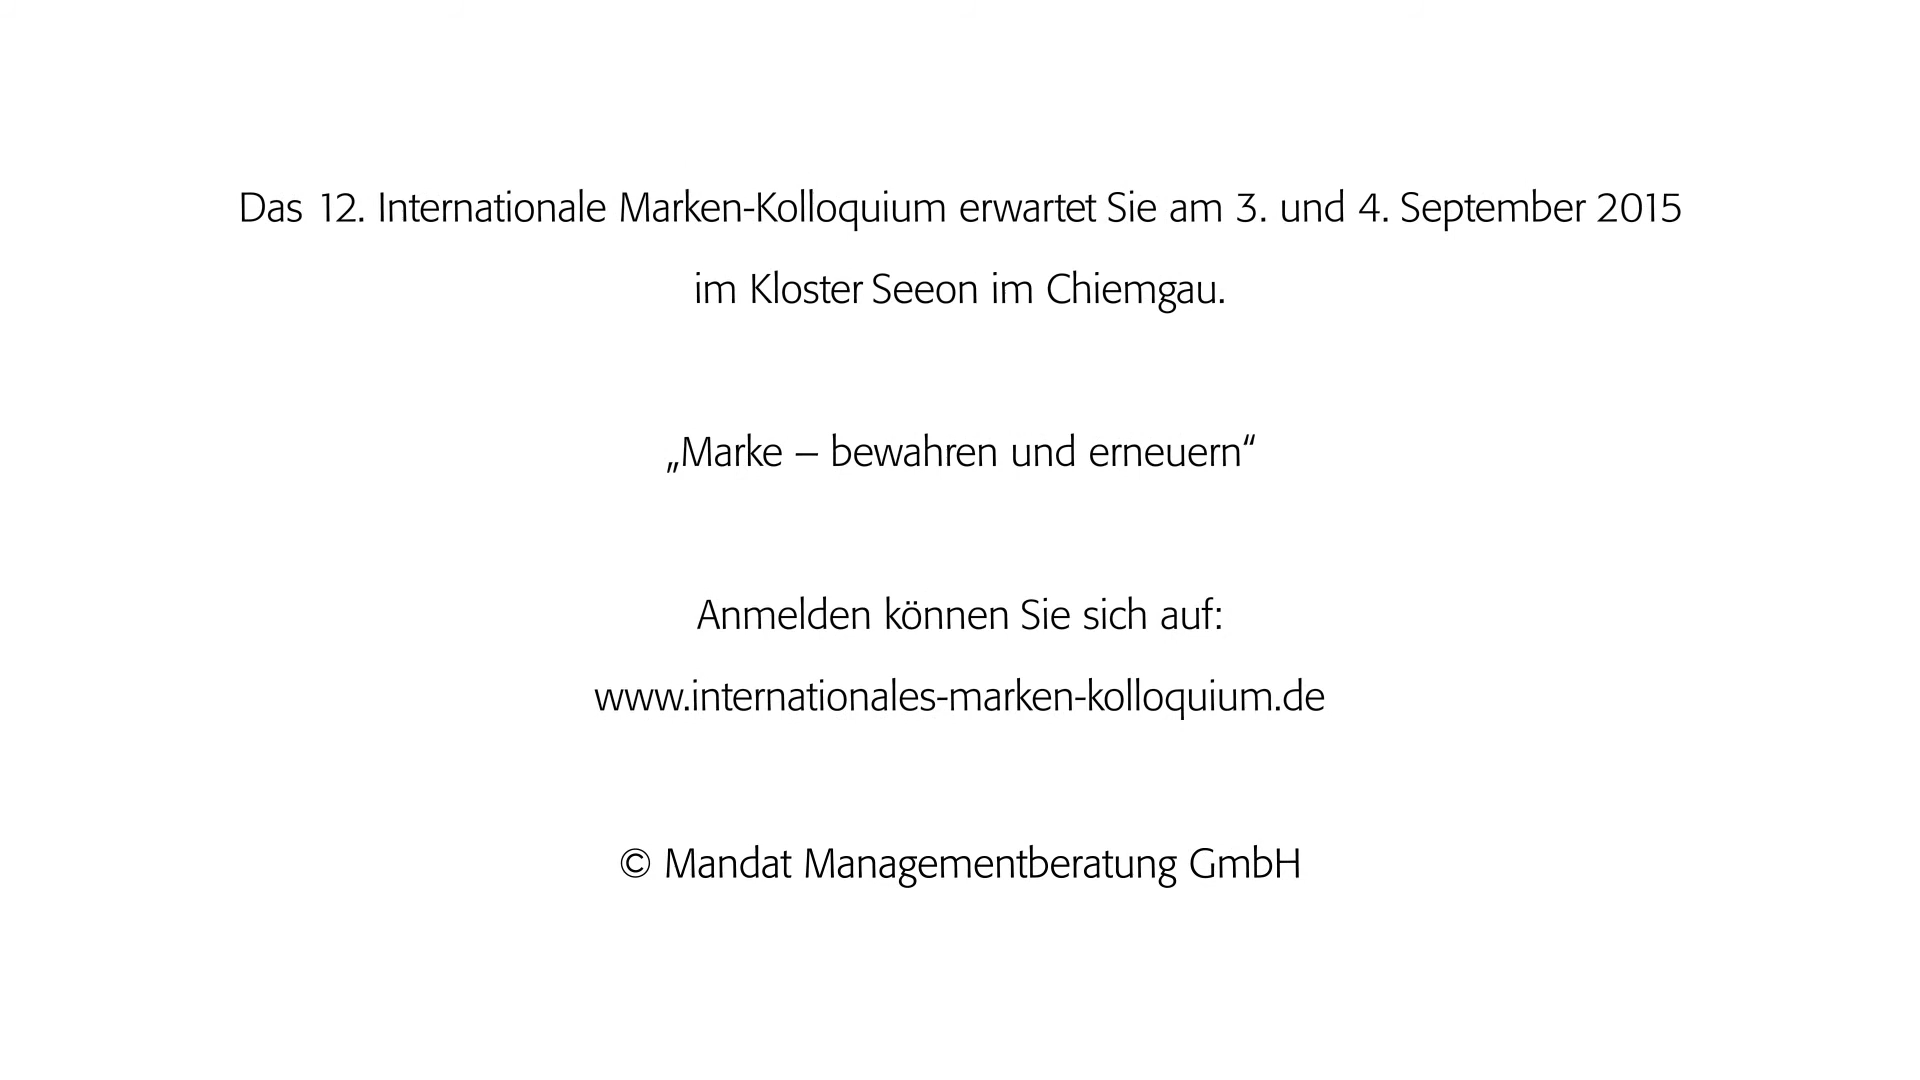 Das 12. Internationale Marken-Kolloquium erwartet Sie am 3. und 4. September 2015
im Kloster Seeon im Chiemgau.
„Marke – bewahren und erneuern“
Anmelden können Sie sich auf:
www.internationales-marken-kolloquium.de
© Mandat Managementberatung GmbH